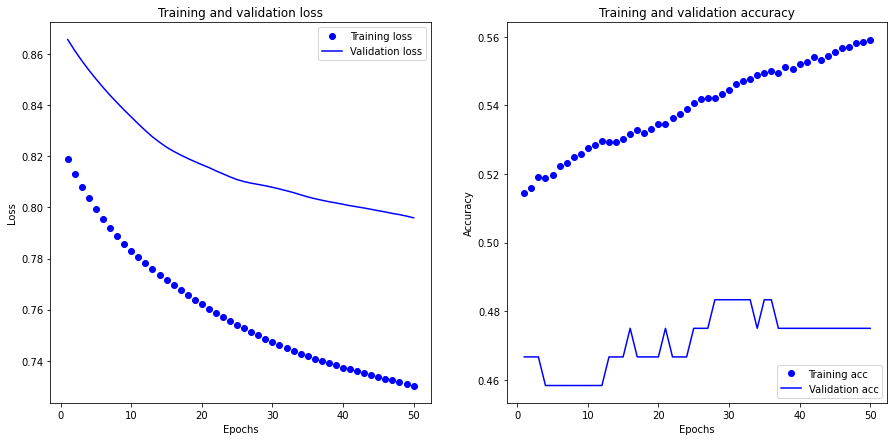 Training and validation loss
Training loss
Validation loss
0.86
0.84
0.82
0.80
0.78
0.76
0.74
Loss
0
10
20
30
40
50
Epochs
Training and validation accuracy
0.56
0.54
0.52
0.50
0.48
0.46
Accuracy
Training acc
Validation acc
0
10
20
30
40
50
Epochs